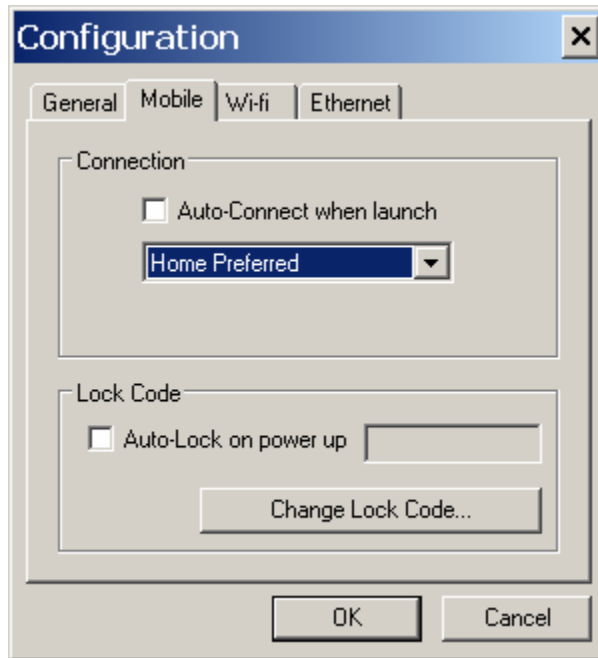 Configuration
General Mobile Wi-fi Ethernet
Connection
Auto-Connect when launch
Home Preferred
Lock Code
Auto-Lock on power up
Change Lock Code...
OK Cancel